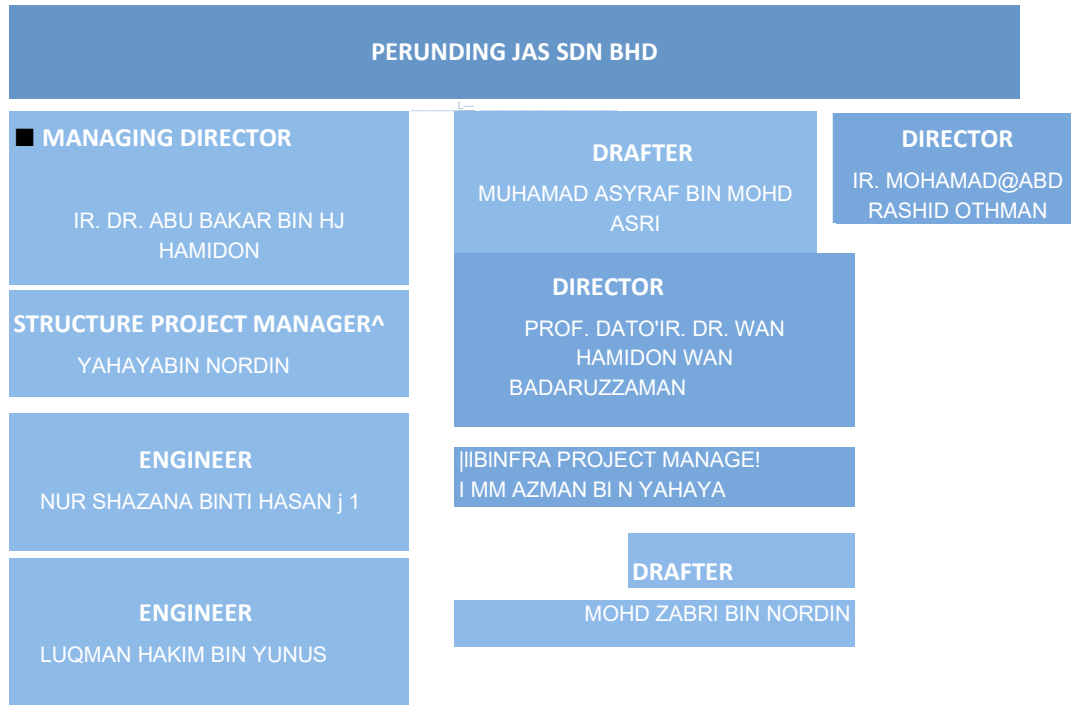 PERUNDING JAS SDN BHD
■ MANAGING DIRECTOR
IR. DR. ABU BAKAR BIN HJ
HAMIDON
STRUCTURE PROJECT MANAGER^
YAHAYABIN NORDIN
ENGINEER
NUR SHAZANA BINTI HASAN j 1
ENGINEER
LUQMAN HAKIM BIN YUNUS
L—
DRAFTER
MUHAMAD ASYRAF BIN MOHD
ASRI
DIRECTOR
PROF. DATO'IR. DR. WAN
HAMIDON WAN
BADARUZZAMAN
|IIBINFRA PROJECT MANAGE!
I MM AZMAN BI N YAHAYA
DRAFTER
MOHD ZABRI BIN NORDIN
DIRECTOR
IR. MOHAMAD@ABD
RASHID OTHMAN